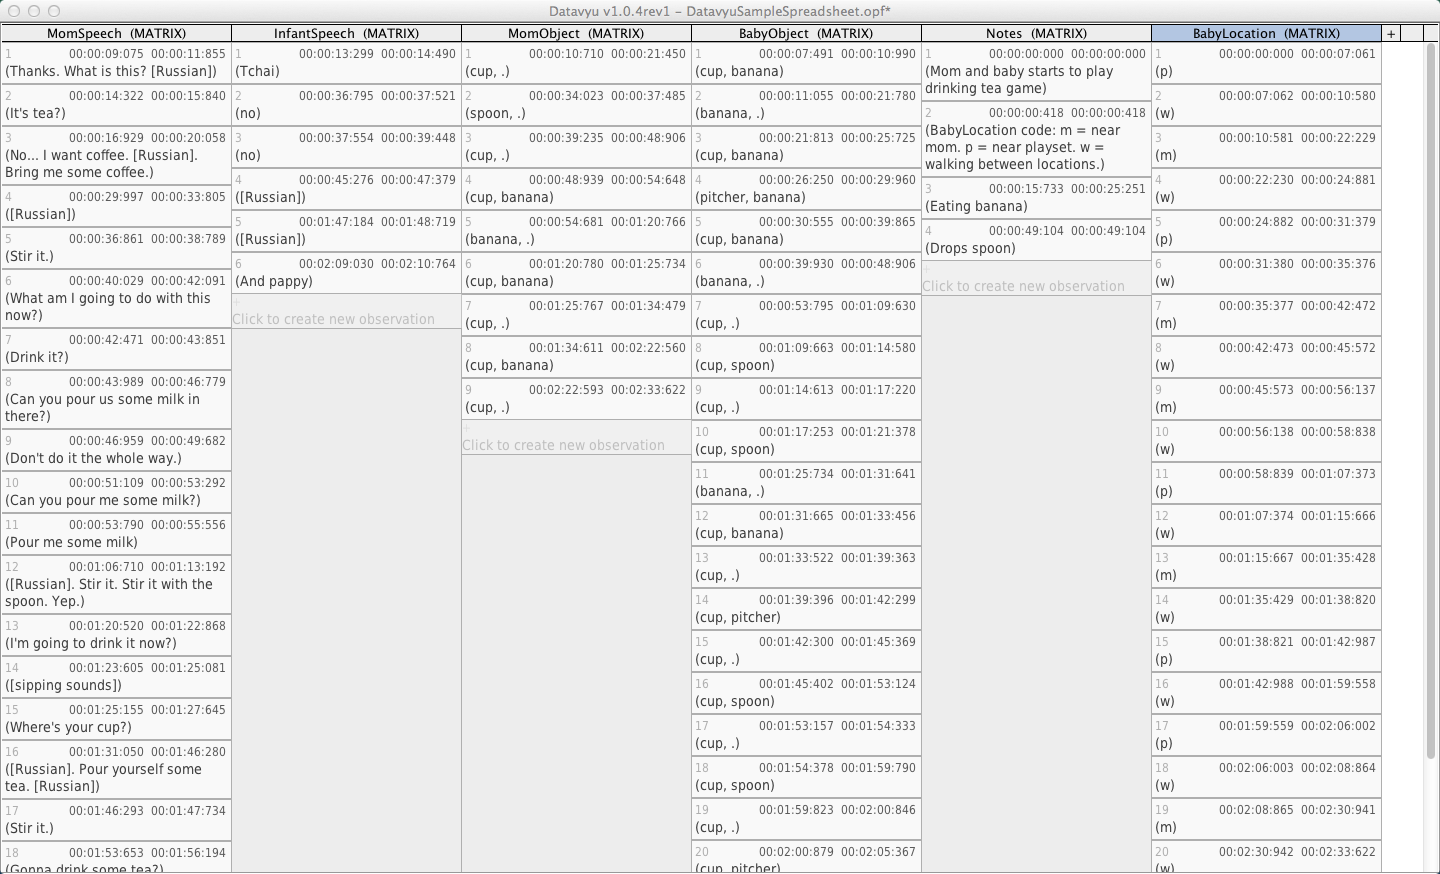 Datavyu v1.0.4rev1 – DatavyuSampleSpreadsheet.opf*
MomSpeech (MATRIX)
1 00:00:09:075 00:00:11:855
(Thanks. What is this? [Russian])
2 00:00:14:322 00:00:15:840
(It's tea?)
3 00:00:16:929 00:00:20:058
(No... I want coffee. [Russian].
Bring me some coffee.)
4 00:00:29:997 00:00:33:805
([Russian])
5 00:00:36:861 00:00:38:789
(Stir it.)
6 00:00:40:029 00:00:42:091
(What am I going to do with this
now?)
7 00:00:42:471 00:00:43:851
(Drink it?)
8 00:00:43:989 00:00:46:779
(Can you pour us some milk in
there?)
9 00:00:46:959 00:00:49:682
(Don't do it the whole way.)
10 00:00:51:109 00:00:53:292
(Can you pour me some milk?)
11 00:00:53:790 00:00:55:556
(Pour me some milk)
12 00:01:06:710 00:01:13:192
([Russian]. Stir it. Stir it with the
spoon. Yep.)
13 00:01:20:520 00:01:22:868
(I'm going to drink it now?)
14 00:01:23:605 00:01:25:081
([sipping sounds])
15 00:01:25:155 00:01:27:645
(Where's your cup?)
16 00:01:31:050 00:01:46:280
([Russian]. Pour yourself some
tea. [Russian])
17 00:01:46:293 00:01:47:734
(Stir it.)
18 00:01:53:653 00:01:56:194
(Gonna drink some tea?)
InfantSpeech (MATRIX)
1 00:00:13:299 00:00:14:490
(Tchai)
2 00:00:36:795 00:00:37:521
(no)
3 00:00:37:554 00:00:39:448
(no)
4 00:00:45:276 00:00:47:379
([Russian])
5 00:01:47:184 00:01:48:719
([Russian])
6 00:02:09:030 00:02:10:764
(And pappy)
+
Click to create new observation
MomObject (MATRIX)
1 00:00:10:710 00:00:21:450
(cup, .)
2 00:00:34:023 00:00:37:485
(spoon, .)
3 00:00:39:235 00:00:48:906
(cup, .)
4 00:00:48:939 00:00:54:648
(cup, banana)
5 00:00:54:681 00:01:20:766
(banana, .)
6 00:01:20:780 00:01:25:734
(cup, banana)
7 00:01:25:767 00:01:34:479
(cup, .)
8 00:01:34:611 00:02:22:560
(cup, banana)
9 00:02:22:593 00:02:33:622
(cup, .)
+
Click to create new observation
BabyObject (MATRIX)
1 00:00:07:491 00:00:10:990
(cup, banana)
2 00:00:11:055 00:00:21:780
(banana, .)
3 00:00:21:813 00:00:25:725
(cup, banana)
4 00:00:26:250 00:00:29:960
(pitcher, banana)
5 00:00:30:555 00:00:39:865
(cup, banana)
6 00:00:39:930 00:00:48:906
(banana, .)
7 00:00:53:795 00:01:09:630
(cup, .)
8 00:01:09:663 00:01:14:580
(cup, spoon)
9 00:01:14:613 00:01:17:220
(cup, .)
10 00:01:17:253 00:01:21:378
(cup, spoon)
11 00:01:25:734 00:01:31:641
(banana, .)
12 00:01:31:665 00:01:33:456
(cup, banana)
13 00:01:33:522 00:01:39:363
(cup, .)
14 00:01:39:396 00:01:42:299
(cup, pitcher)
15 00:01:42:300 00:01:45:369
(cup, .)
16 00:01:45:402 00:01:53:124
(cup, spoon)
17 00:01:53:157 00:01:54:333
(cup, .)
18 00:01:54:378 00:01:59:790
(cup, spoon)
19 00:01:59:823 00:02:00:846
(cup, .)
20 00:02:00:879 00:02:05:367
(cup, pitcher)
Notes (MATRIX)
1 00:00:00:000 00:00:00:000
(Mom and baby starts to play
drinking tea game)
2 00:00:00:418 00:00:00:418
(BabyLocation code: m = near
mom. p = near playset. w =
walking between locations.)
3 00:00:15:733 00:00:25:251
(Eating banana)
4 00:00:49:104 00:00:49:104
(Drops spoon)
+
Click to create new observation
BabyLocation (MATRIX)
1 00:00:00:000 00:00:07:061
(p)
2 00:00:07:062 00:00:10:580
(w)
3 00:00:10:581 00:00:22:229
(m)
4 00:00:22:230 00:00:24:881
(w)
5 00:00:24:882 00:00:31:379
(p)
6 00:00:31:380 00:00:35:376
(w)
7 00:00:35:377 00:00:42:472
(m)
8 00:00:42:473 00:00:45:572
(w)
9 00:00:45:573 00:00:56:137
(m)
10 00:00:56:138 00:00:58:838
(w)
11 00:00:58:839 00:01:07:373
(p)
12 00:01:07:374 00:01:15:666
(w)
13 00:01:15:667 00:01:35:428
(m)
14 00:01:35:429 00:01:38:820
(w)
15 00:01:38:821 00:01:42:987
(p)
16 00:01:42:988 00:01:59:558
(w)
17 00:01:59:559 00:02:06:002
(p)
18 00:02:06:003 00:02:08:864
(w)
19 00:02:08:865 00:02:30:941
(m)
20 00:02:30:942 00:02:33:622
(w)
+